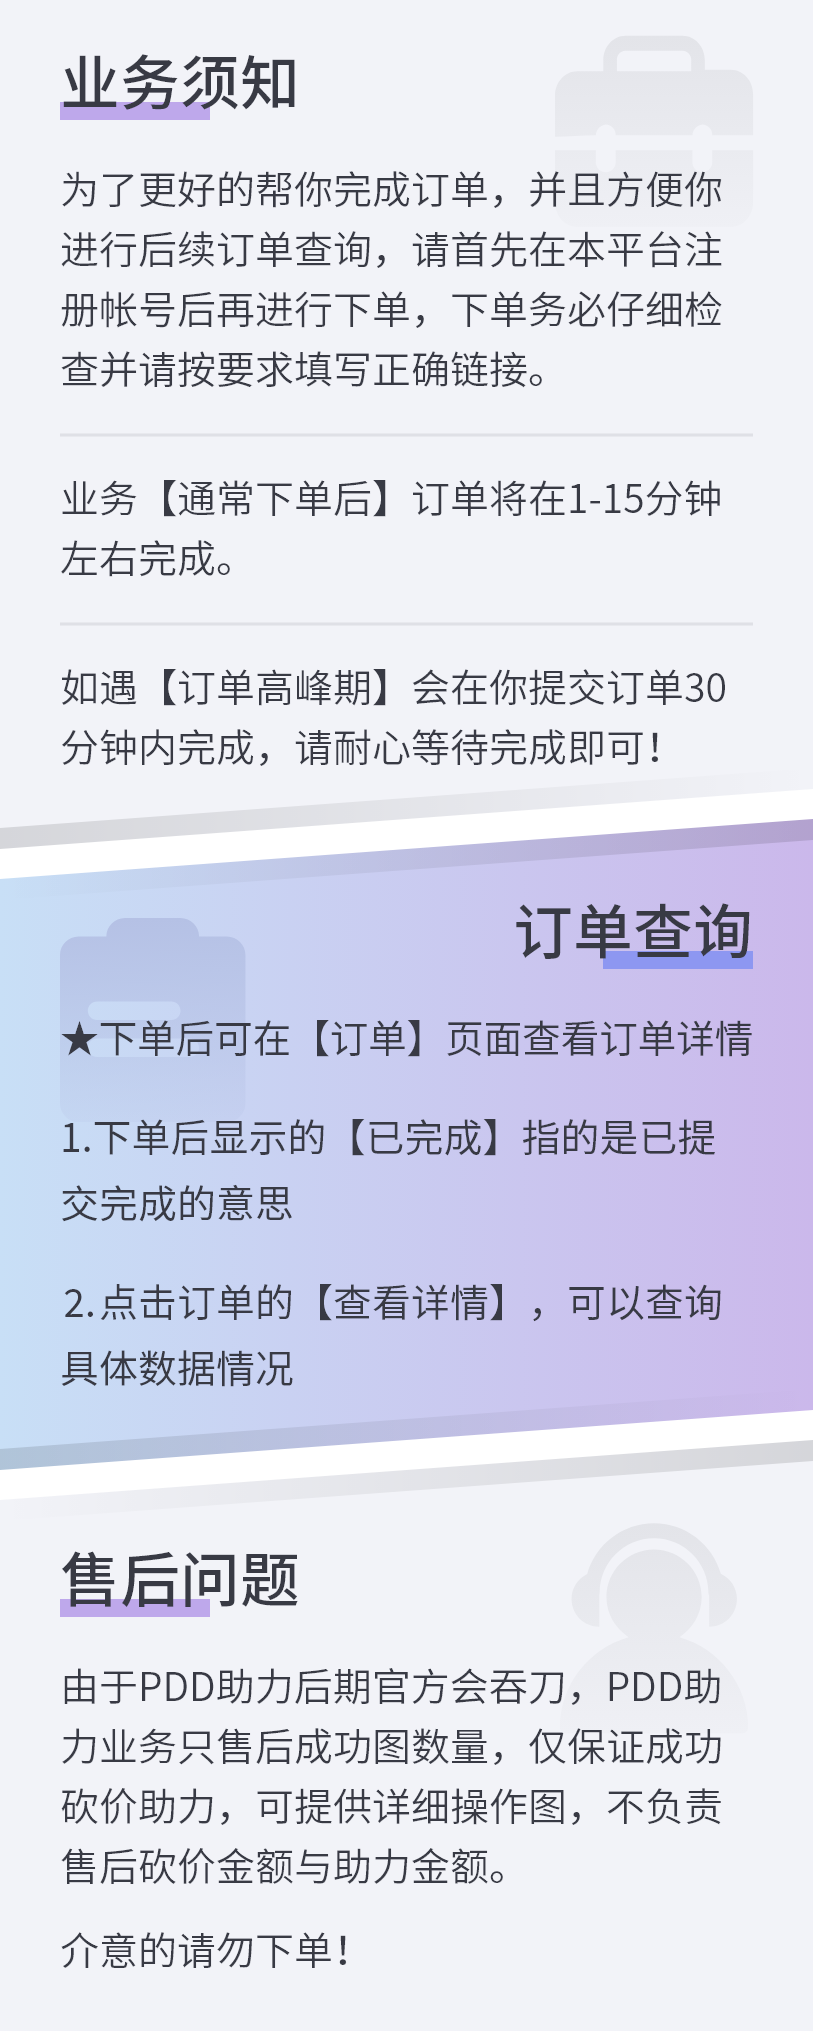 业务须知
为了更好的帮你完成订单，并且方便你
进行后续订单查询，请首先在本平台注
册帐号后再进行下单，下单务必仔细检
查并请按要求填写正确链接。
业务【通常下单后】订单将在1-15分钟
左右完成。
如遇【订单高峰期】会在你提交订单30
分钟内完成，请耐心等待完成即可！
订单查询
★下单后可在【订单】页面查看订单详情
1.下单后显示的【已完成】指的是已提
交完成的意思
2.点击订单的【查看详情】，可以查询
具体数据情况
售后问题
由于PDD助力后期官方会吞刀，PDD助
力业务只售后成功图数量，仅保证成功
砍价助力，可提供详细操作图，不负责
售后砍价金额与助力金额。
介意的请勿下单！